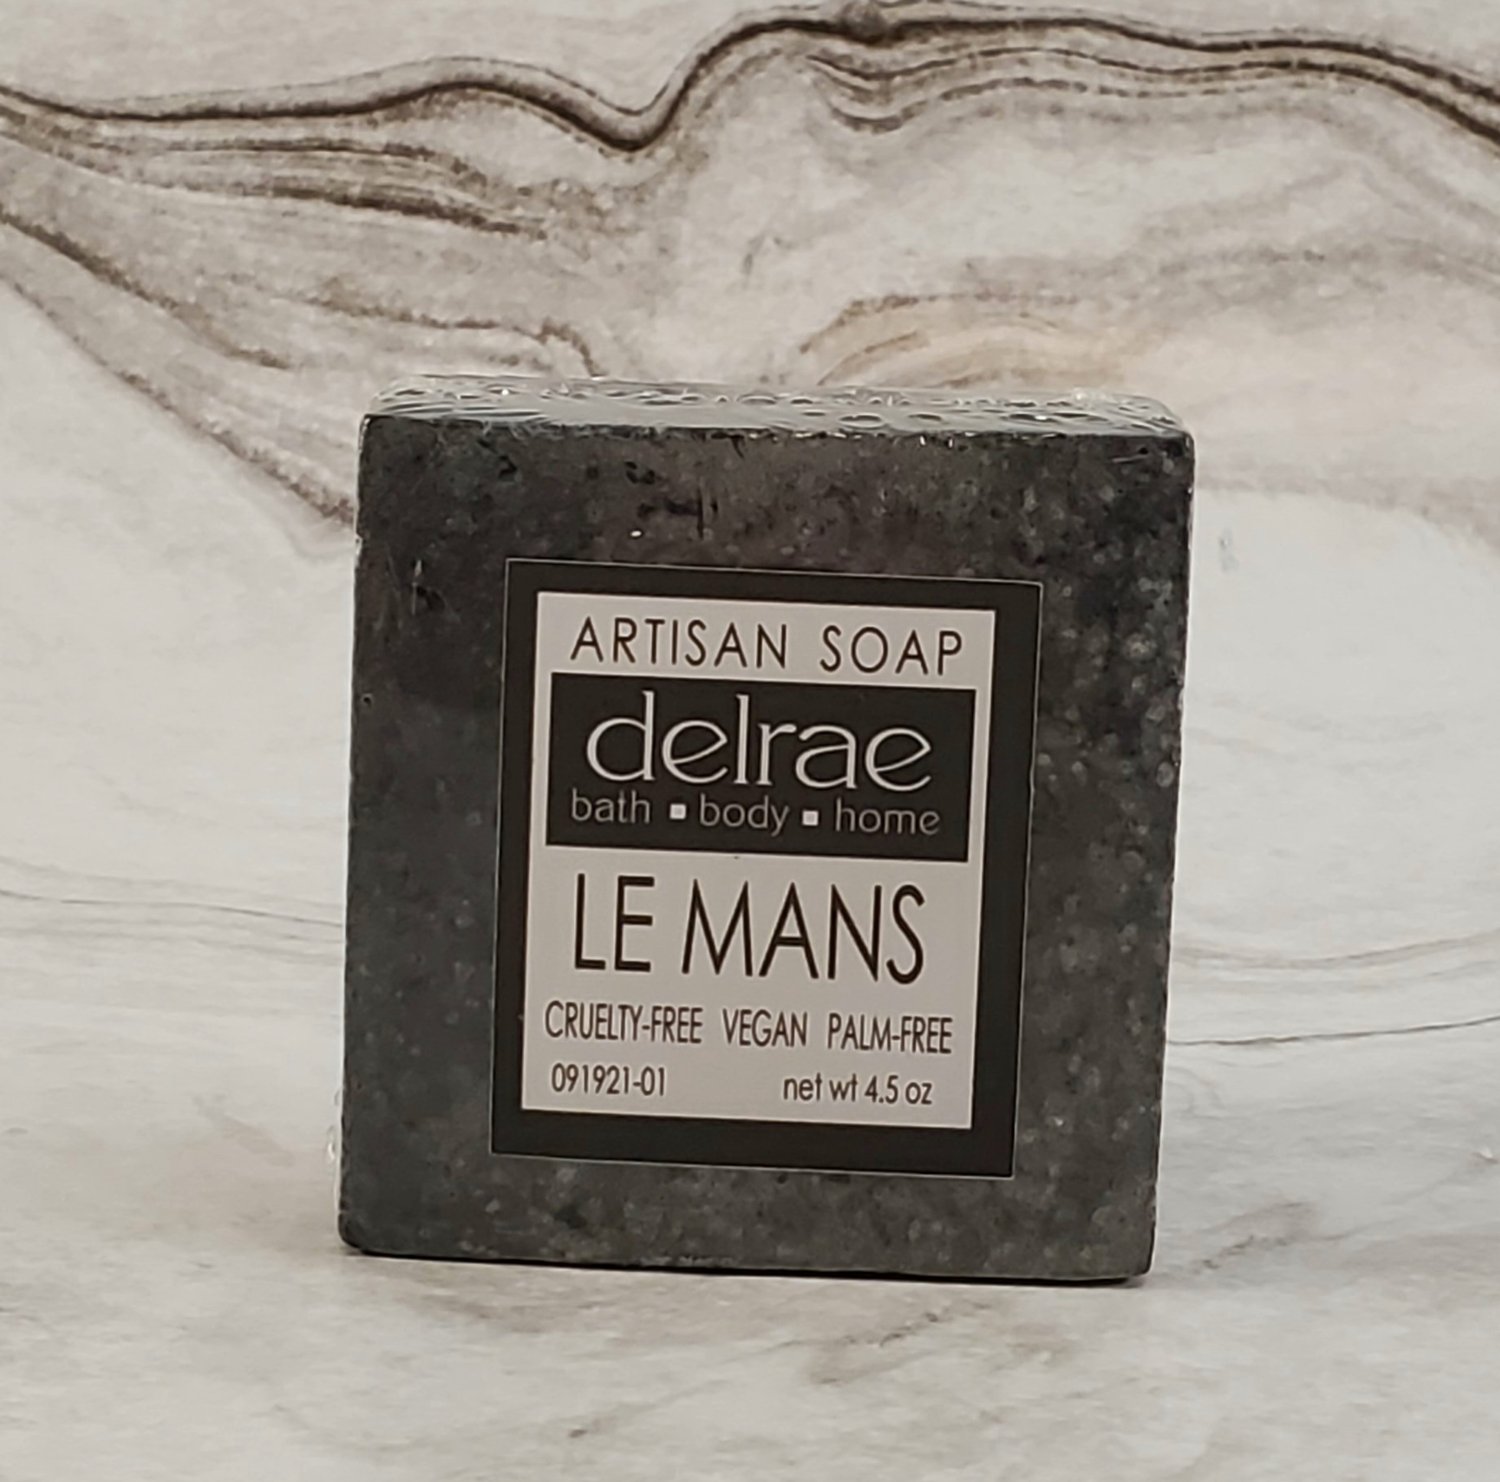 ARTISAN SOAP
delrae
bath ▪ body ▪ home
LE MANS
CRUELTY-FREE VEGAN PALM-FREE
091921-01 net wt 4.5 oz